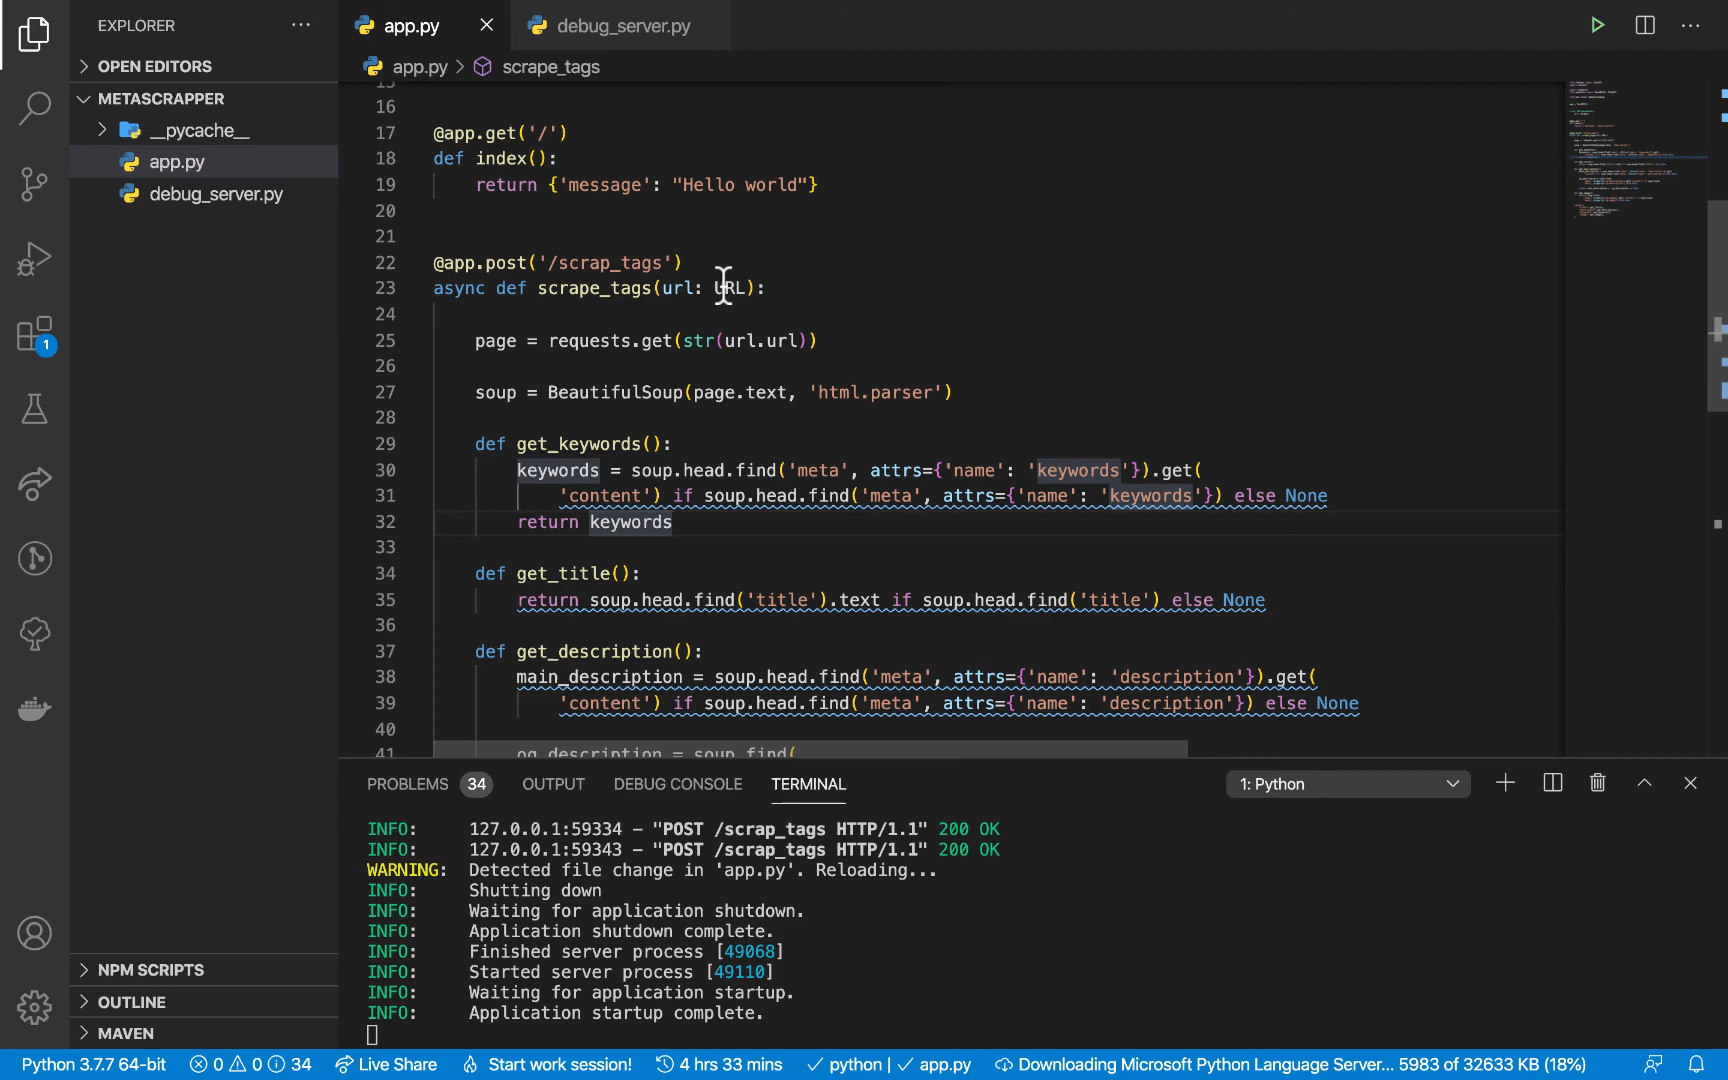 EXPLORER
OPEN EDITORS
METASCRAPPER
__pycache__
app.py
debug_server.py
NPM SCRIPTS
OUTLINE
MAVEN
1
app.py
debug_server.py
app.py > scrape_tags
15
16
17 @app.get('/')
18 def index():
19 return {'message': "Hello world"}
20
21
22 @app.post('/scrap_tags')
23 async def scrape_tags(url: URL):
24
25 page = requests.get(str(url.url))
26
27 soup = BeautifulSoup(page.text, 'html.parser')
28
29 def get_keywords():
30 keywords = soup.head.find('meta', attrs={'name': 'keywords'}).get(
31 'content') if soup.head.find('meta', attrs={'name': 'keywords'}) else None
32 return keywords
33
34 def get_title():
35 return soup.head.find('title').text if soup.head.find('title') else None
36
37 def get_description():
38 main_description = soup.head.find('meta', attrs={'name': 'description'}).get(
39 'content') if soup.head.find('meta', attrs={'name': 'description'}) else None
40
41 og_description = soup.find(
PROBLEMS 34 OUTPUT DEBUG CONSOLE TERMINAL 1: Python
INFO: 127.0.0.1:59334 - "POST /scrap_tags HTTP/1.1" 200 OK
INFO: 127.0.0.1:59343 - "POST /scrap_tags HTTP/1.1" 200 OK
WARNING: Detected file change in 'app.py'. Reloading...
INFO: Shutting down
INFO: Waiting for application shutdown.
INFO: Application shutdown complete.
INFO: Finished server process [49068]
INFO: Started server process [49110]
INFO: Waiting for application startup.
INFO: Application startup complete.
Python 3.7.7 64-bit 0 0 34 Live Share Start work session! 4 hrs 33 mins ✓ python | ✓ app.py Downloading Microsoft Python Language Server... 5983 of 32633 KB (18%)